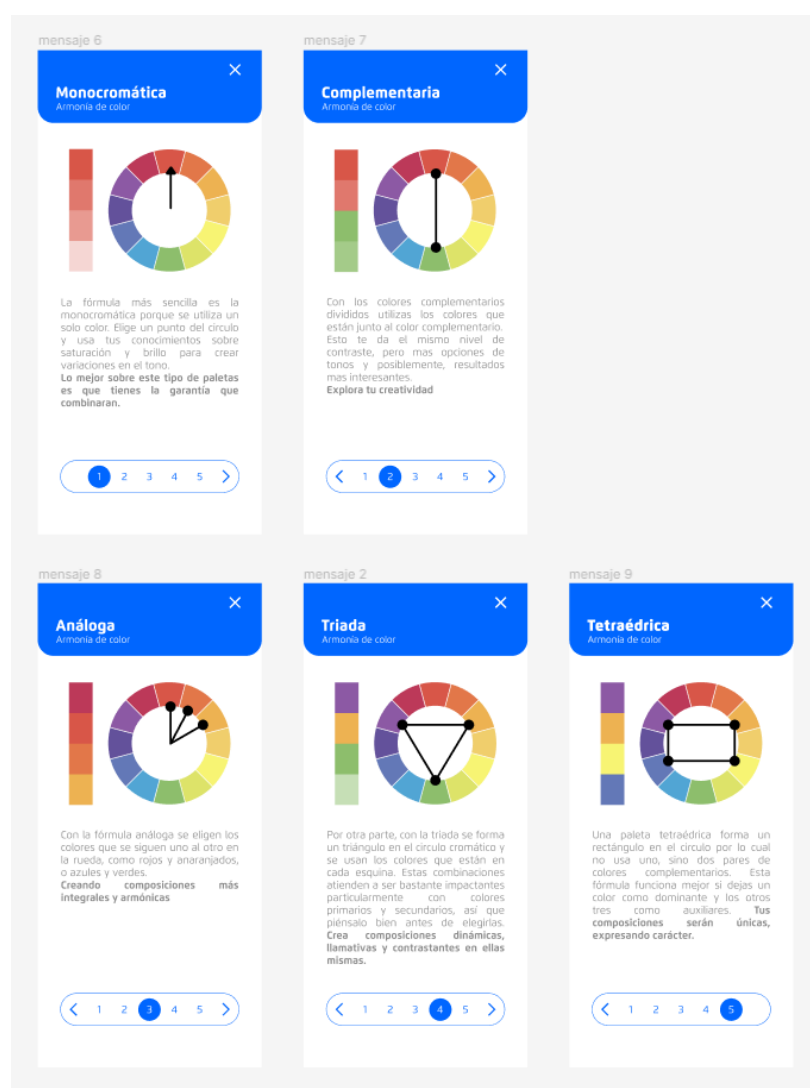 mensaje 6
Monocromática
Armonía de color
La fórmula más sencilla es la
monocromática porque se utiliza un
solo color. Elige un punto del circulo
y usa tus conocimientos sobre
saturación y brillo para crear
variaciones en el tono.
Lo mejor sobre este tipo de paletas
es que tienes la garantía que
combinaran.
1 2 3 4 5
mensaje 7
Complementaria
Armonía de color
Con los colores complementarios
divididos utilizas los colores que
están junto al color complementario.
Esto te da el mismo nivel de
contraste, pero mas opciones de
tonos y posiblemente, resultados
mas interesantes.
Explora tu creatividad
1 2 3 4 5
mensaje 8
Análoga
Armonía de color
Con la fórmula análoga se eligen los
colores que se siguen uno al otro en
la rueda, como rojos y anaranjados,
o azules y verdes.
Creando composiciones más
integrales y armónicas
1 2 3 4 5
mensaje 2
Triada
Armonía de color
Por otra parte, con la triada se forma
un triángulo en el circulo cromático y
se usan los colores que están en
cada esquina. Estas combinaciones
atienden a ser bastante impactantes
particularmente con colores
primarios y secundarios, así que
piénsalo bien antes de elegirlas.
Crea composiciones dinámicas,
llamativas y contrastantes en ellas
mismas.
1 2 3 4 5
mensaje 9
Tetraédrica
Armonía de color
Una paleta tetraédrica forma un
rectángulo en el circulo por lo cual
no usa uno, sino dos pares de
colores complementarios. Esta
fórmula funciona mejor si dejas un
color como dominante y los otros
tres como auxiliares. Tus
composiciones serán únicas,
expresando carácter.
1 2 3 4 5